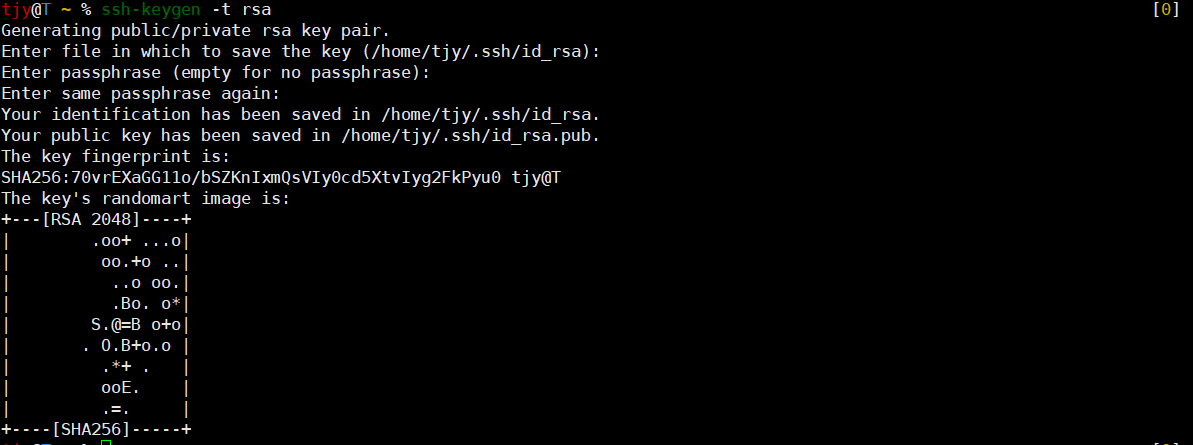 tjy@T ~ % ssh-keygen -t rsa [0]
Generating public/private rsa key pair.
Enter file in which to save the key (/home/tjy/.ssh/id_rsa):
Enter passphrase (empty for no passphrase):
Enter same passphrase again:
Your identification has been saved in /home/tjy/.ssh/id_rsa.
Your public key has been saved in /home/tjy/.ssh/id_rsa.pub.
The key fingerprint is:
SHA256:70vrEXaGG11o/bSZKnIxmQsVIy0cd5XtvIyg2FkPyu0 tjy@T
The key's randomart image is:
+---[RSA 2048]----+
|        .oo+ ...o|
|         oo.+o ..|
|          ..o oo.|
|          .Bo. o*|
|        S.@=B o+o|
|       . O.B+o.o |
|         .*+ .   |
|         ooE.    |
|         .=.     |
+----[SHA256]-----+